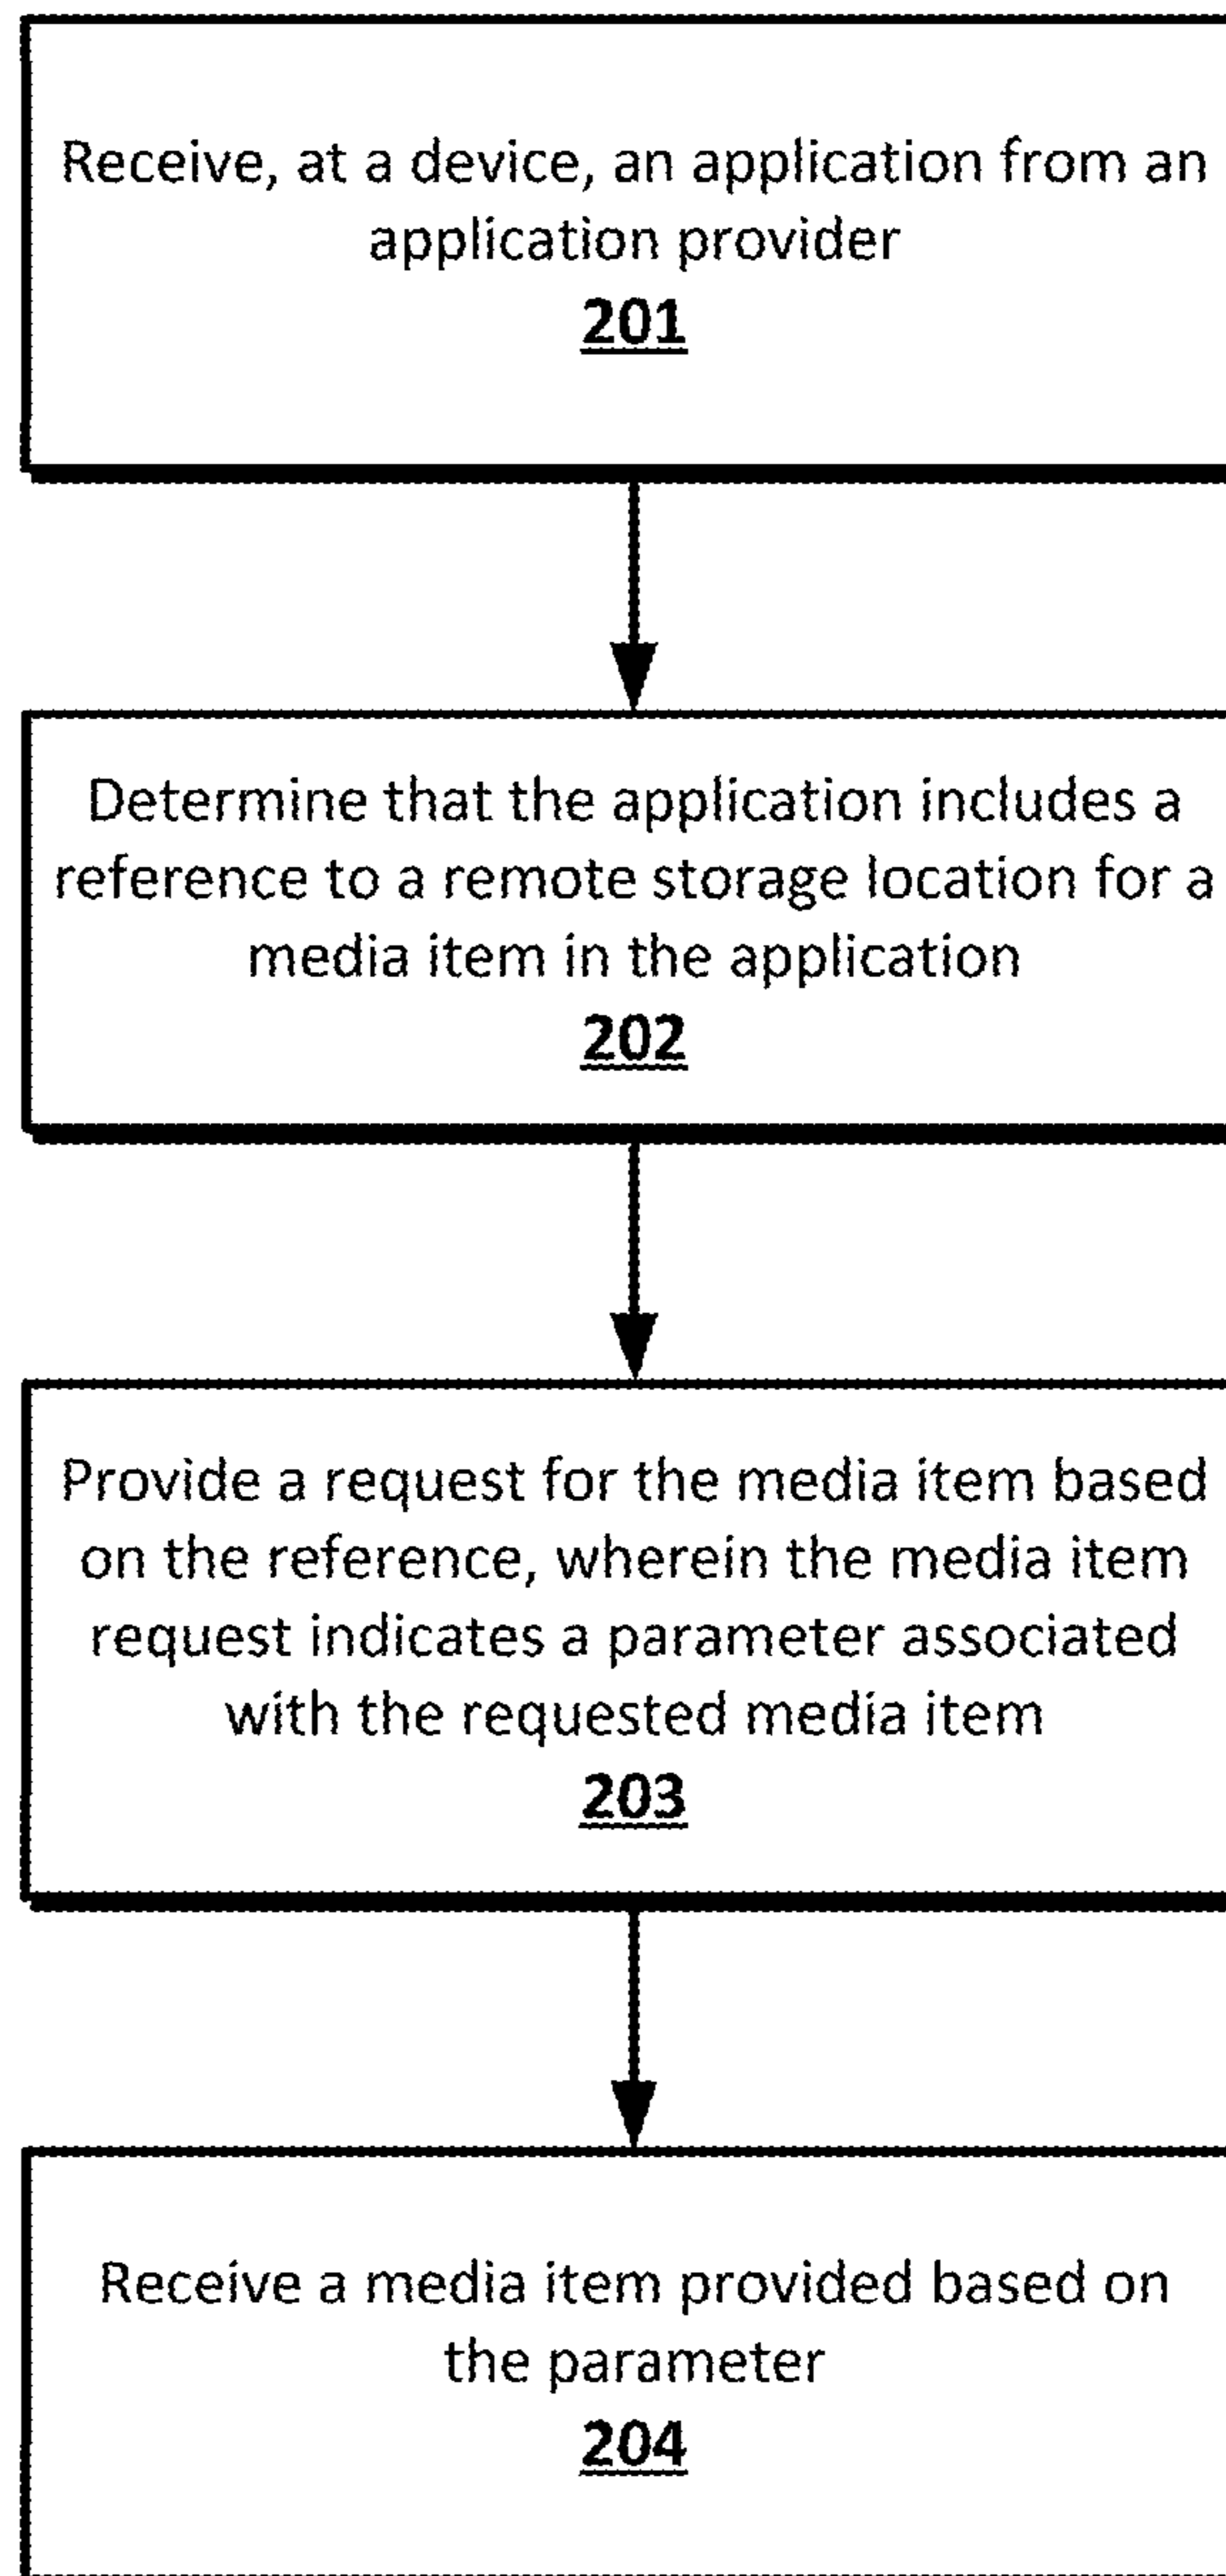 Receive, at a device, an application from an
application provider
201
Determine that the application includes a
reference to a remote storage location for a
media item in the application
202
Provide a request for the media item based
on the reference, wherein the media item
request indicates a parameter associated
with the requested media item
203
Receive a media item provided based on
the parameter
204